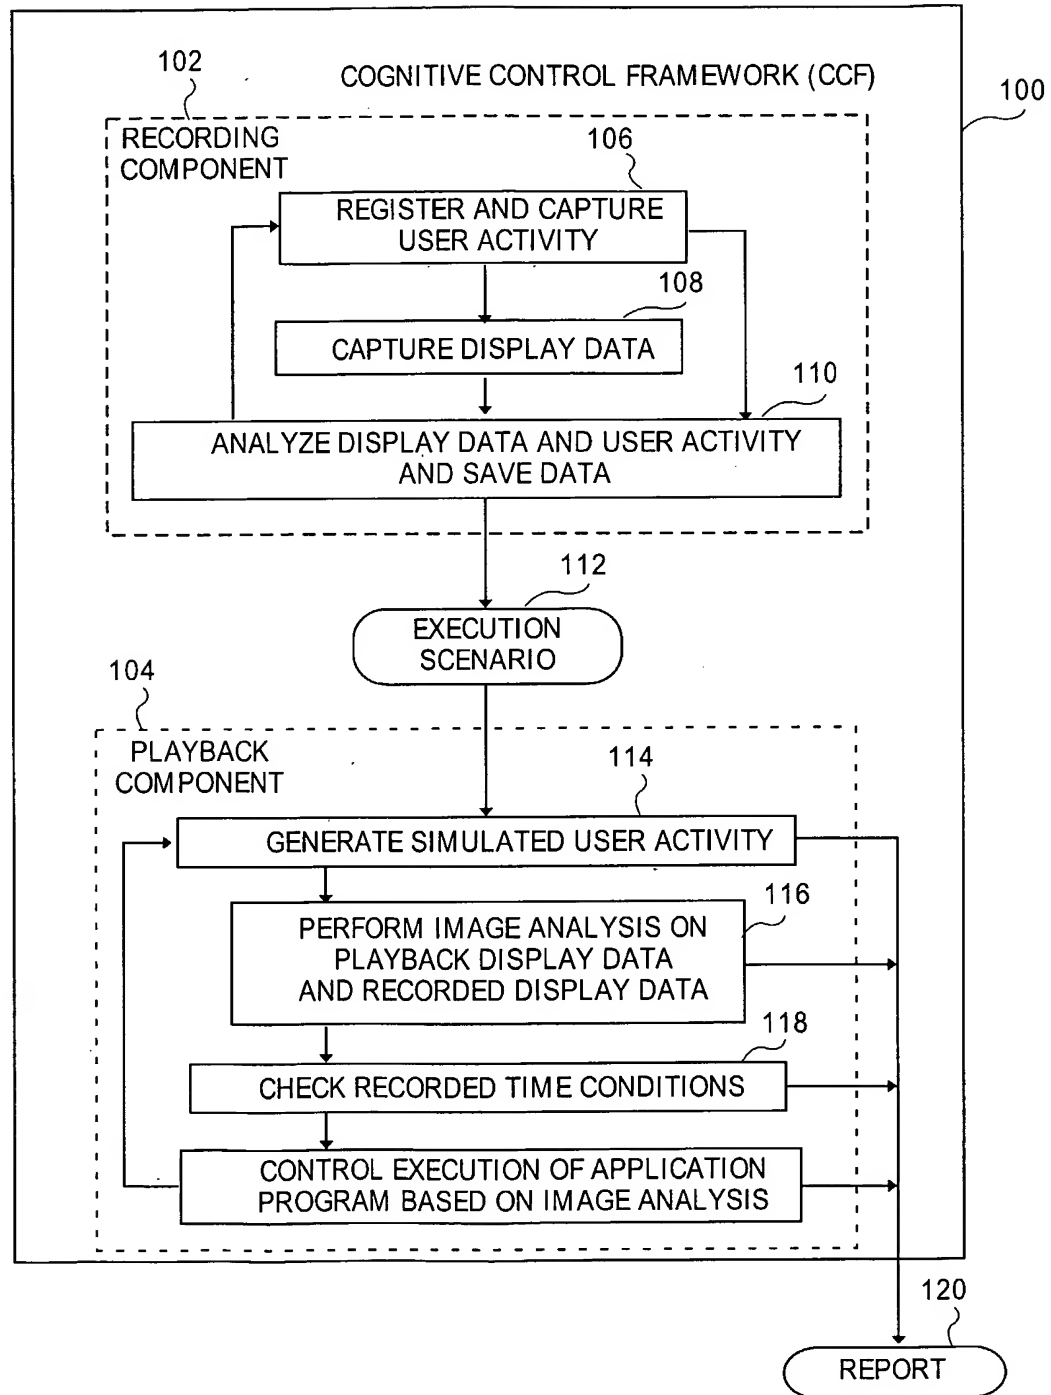 102
COGNITIVE CONTROL FRAMEWORK (CCF)
100
RECORDING
COMPONENT
106
REGISTER AND CAPTURE
USER ACTIVITY
108
CAPTURE DISPLAY DATA
110
ANALYZE DISPLAY DATA AND USER ACTIVITY
AND SAVE DATA
112
EXECUTION
SCENARIO
104
PLAYBACK
COMPONENT
114
GENERATE SIMULATED USER ACTIVITY
116
PERFORM IMAGE ANALYSIS ON
PLAYBACK DISPLAY DATA
AND RECORDED DISPLAY DATA
118
CHECK RECORDED TIME CONDITIONS
CONTROL EXECUTION OF APPLICATION
PROGRAM BASED ON IMAGE ANALYSIS
120
REPORT